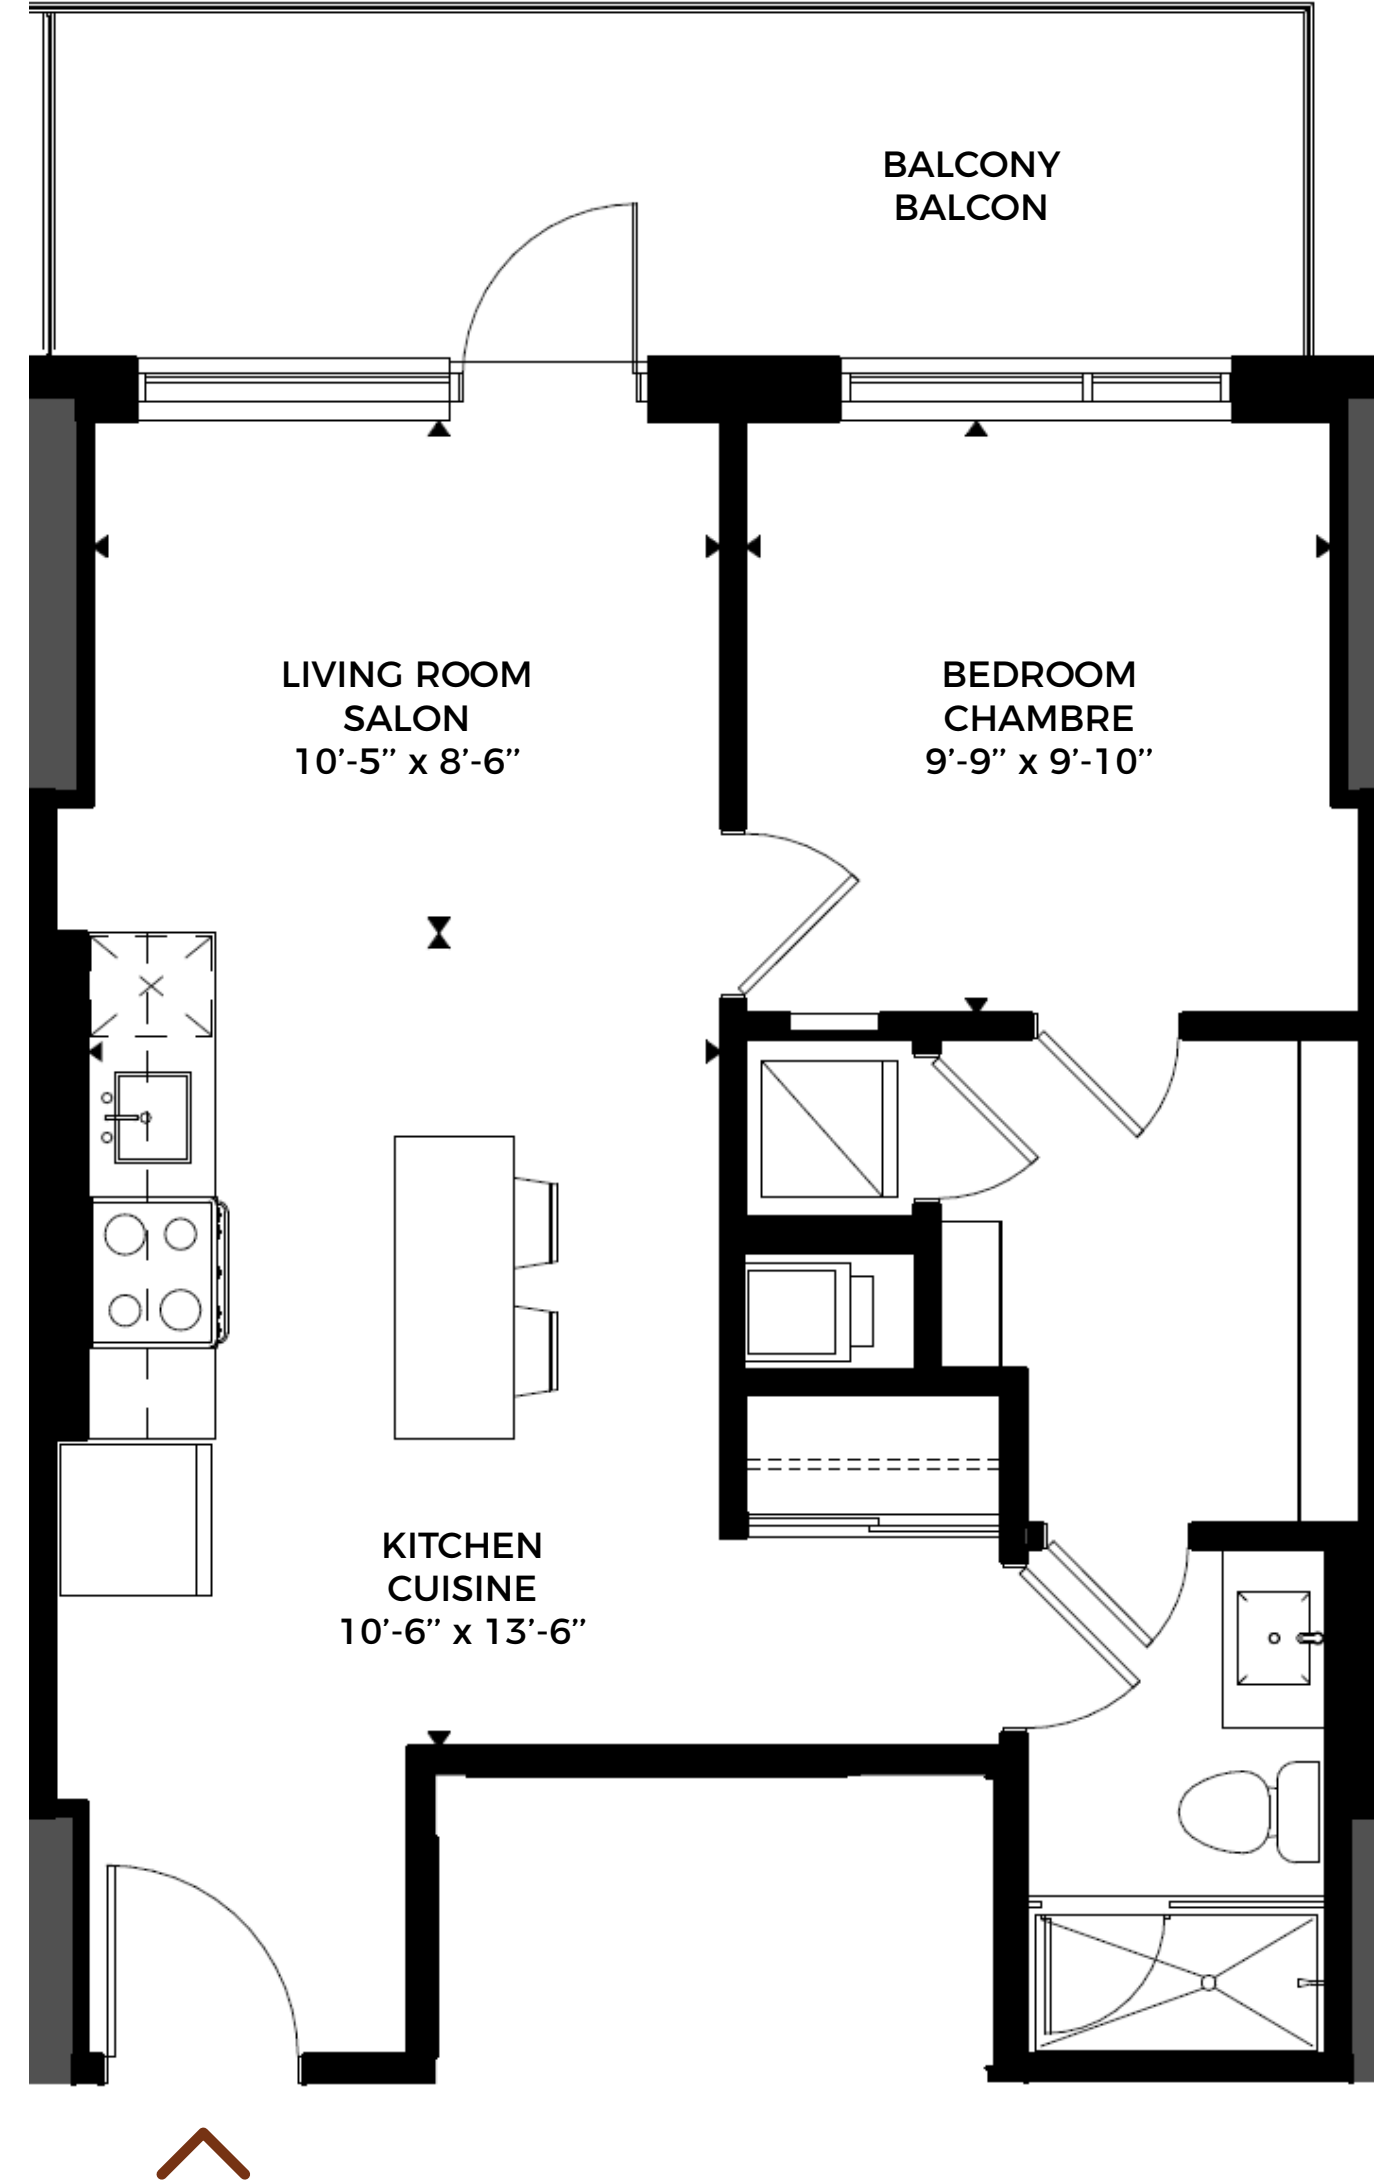 BALCONY
BALCON
LIVING ROOM
SALON
10’-5” x 8’-6”
BEDROOM
CHAMBRE
9’-9” x 9’-10”
KITCHEN
CUISINE
10’-6” x 13’-6”